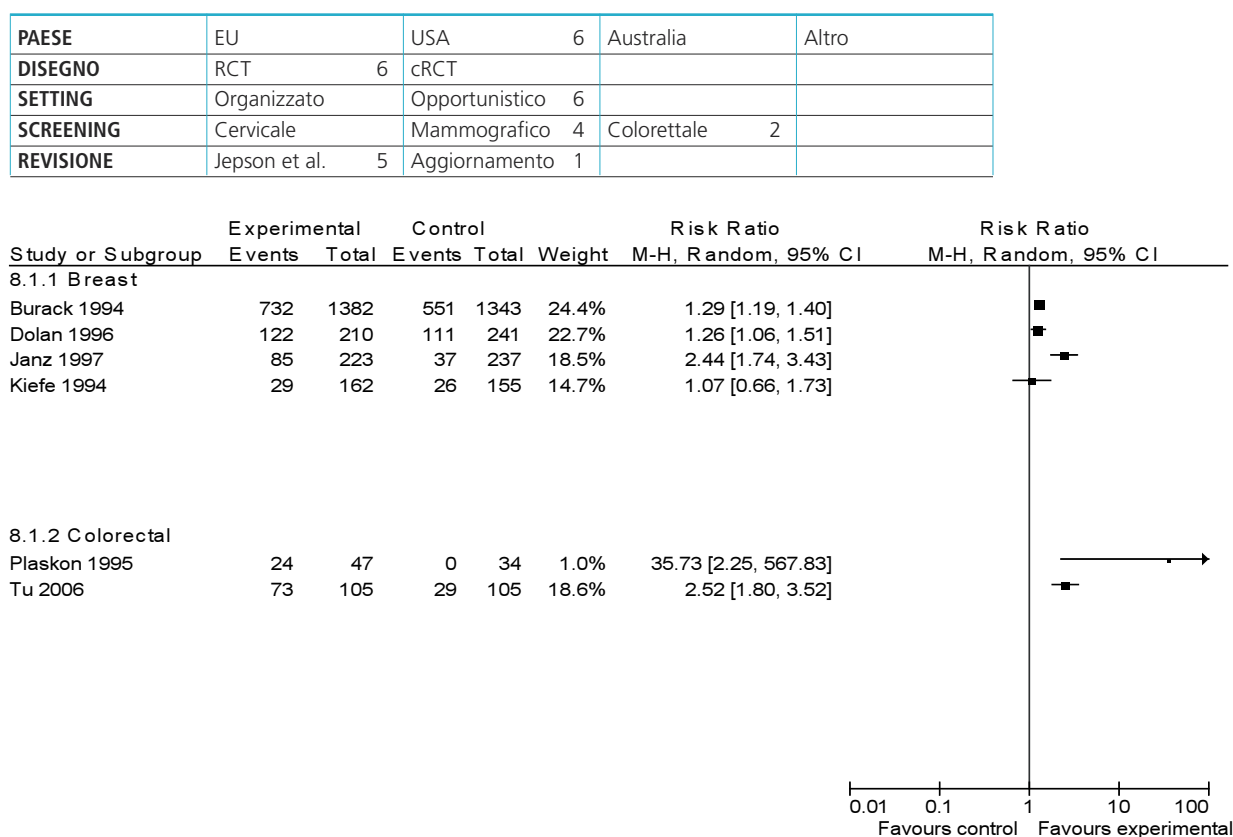 PAESE EU USA 6 Australia Altro
DISEGNO RCT 6 cRCT
SETTING Organizzato Opportunistico 6
SCREENING Cervicale Mammografico 4 Colorettale 2
REVISIONE Jepson et al. 5 Aggiornamento 1
Experimental Control Risk Ratio Risk Ratio
Study or Subgroup Events Total Events Total Weight M-H, Random, 95% CI M-H, Random, 95% CI
8.1.1 Breast
Burack 1994 732 1382 551 1343 24.4% 1.29 [1.19, 1.40]
Dolan 1996 122 210 111 241 22.7% 1.26 [1.06, 1.51]
Janz 1997 85 223 37 237 18.5% 2.44 [1.74, 3.43]
Kiefe 1994 29 162 26 155 14.7% 1.07 [0.66, 1.73]
8.1.2 Colorectal
Plaskon 1995 24 47 0 34 1.0% 35.73 [2.25, 567.83]
Tu 2006 73 105 29 105 18.6% 2.52 [1.80, 3.52]
0.01 0.1 1 10 100
Favours control Favours experimental